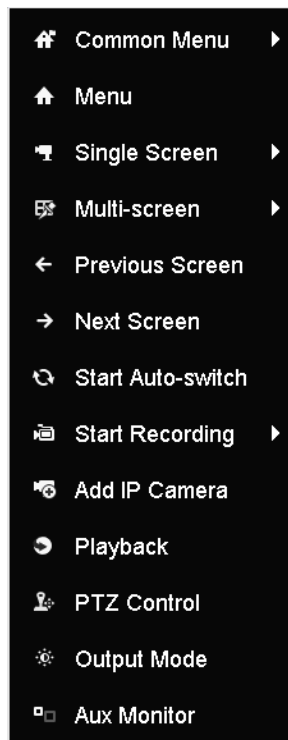 Common Menu
Menu
Single Screen
Multi-screen
Previous Screen
Next Screen
Start Auto-switch
Start Recording
Add IP Camera
Playback
PTZ Control
Output Mode
Aux Monitor